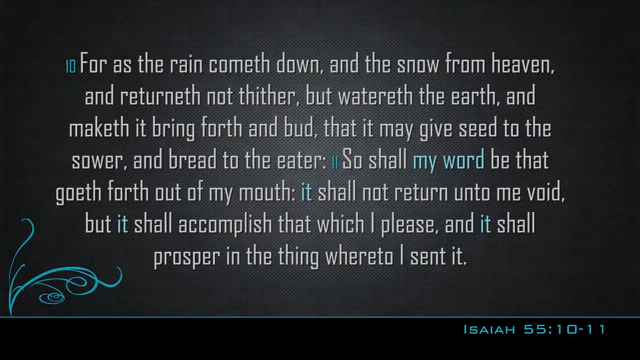 10 For as the rain cometh down, and the snow from heaven,
and returneth not thither, but watereth the earth, and
maketh it bring forth and bud, that it may give seed to the
sower, and bread to the eater: 11 So shall my word be that
goeth forth out of my mouth: it shall not return unto me void,
but it shall accomplish that which I please, and it shall
prosper in the thing whereto I sent it.
Isaiah 55:10-11